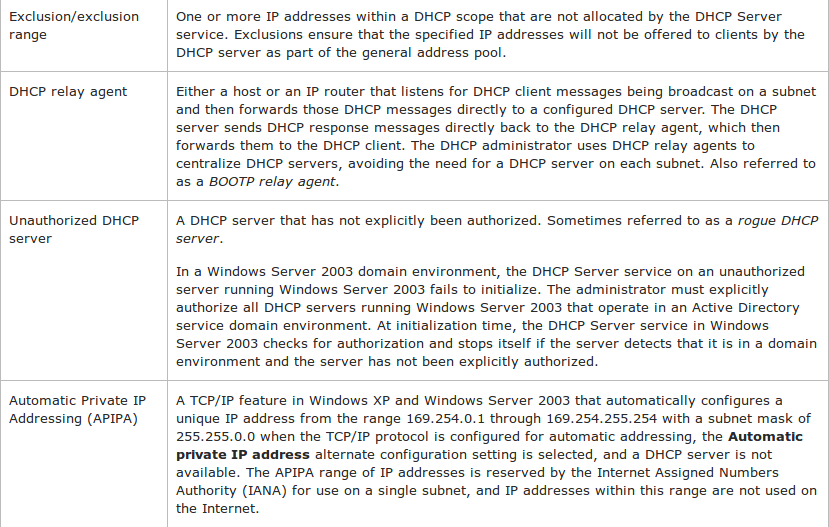 Exclusion/exclusion
range
One or more IP addresses within a DHCP scope that are not allocated by the DHCP Server
service. Exclusions ensure that the specified IP addresses will not be offered to clients by the
DHCP server as part of the general address pool.
DHCP relay agent
Either a host or an IP router that listens for DHCP client messages being broadcast on a subnet
and then forwards those DHCP messages directly to a configured DHCP server. The DHCP
server sends DHCP response messages directly back to the DHCP relay agent, which then
forwards them to the DHCP client. The DHCP administrator uses DHCP relay agents to
centralize DHCP servers, avoiding the need for a DHCP server on each subnet. Also referred to
as a BOOTP relay agent.
Unauthorized DHCP
server
A DHCP server that has not explicitly been authorized. Sometimes referred to as a rogue DHCP
server.
In a Windows Server 2003 domain environment, the DHCP Server service on an unauthorized
server running Windows Server 2003 fails to initialize. The administrator must explicitly
authorize all DHCP servers running Windows Server 2003 that operate in an Active Directory
service domain environment. At initialization time, the DHCP Server service in Windows
Server 2003 checks for authorization and stops itself if the server detects that it is in a domain
environment and the server has not been explicitly authorized.
Automatic Private IP
Addressing (APIPA)
A TCP/IP feature in Windows XP and Windows Server 2003 that automatically configures a
unique IP address from the range 169.254.0.1 through 169.254.255.254 with a subnet mask of
255.255.0.0 when the TCP/IP protocol is configured for automatic addressing, the Automatic
private IP address alternate configuration setting is selected, and a DHCP server is not
available. The APIPA range of IP addresses is reserved by the Internet Assigned Numbers
Authority (IANA) for use on a single subnet, and IP addresses within this range are not used on
the Internet.